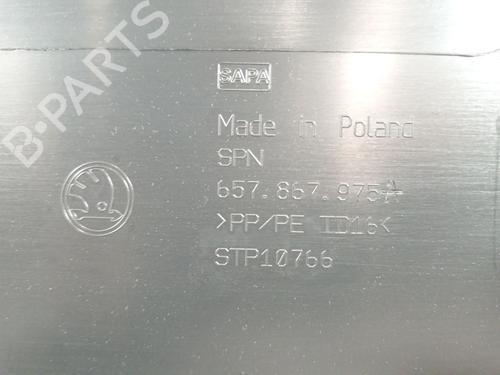 B-PARTS
SAPA
Made in Poland
SPN
657.867.975A
>PP/PE TD16<
STP10766